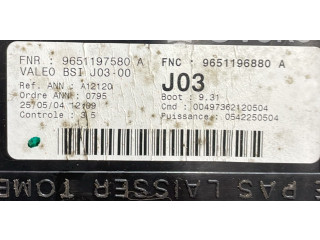 FNR : 9651197580 A FNC : 9651196880 A
VALEO BSI J03-00 J03
Ref. ANN : A12120
Ordre ANN : 0795 Boot : 9.31
25/05/04 12:09 Cnd : 00497362120504
Controle : 3.5 Puissance : 0542250504
E PAS LAISSER TOMBE